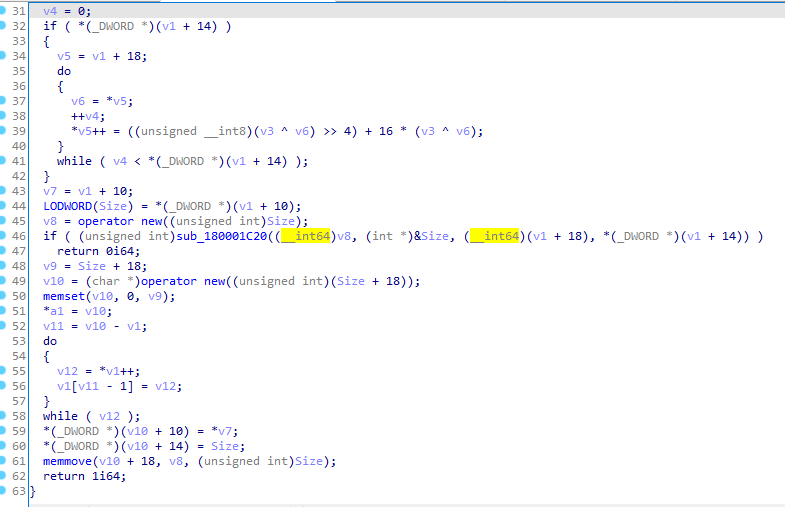 31 v4 = 0;
32 if ( *(_DWORD *)(v1 + 14) )
33 {
34 v5 = v1 + 18;
35 do
36 {
37 v6 = *v5;
38 ++v4;
39 *v5++ = ((unsigned __int8)(v3 ^ v6) >> 4) + 16 * (v3 ^ v6);
40 }
41 while ( v4 < *(_DWORD *)(v1 + 14) );
42 }
43 v7 = v1 + 10;
44 LODWORD(Size) = *(_DWORD *)(v1 + 10);
45 v8 = operator new((unsigned int)Size);
46 if ( (unsigned int)sub_180001C20((__int64)v8, (int *)&Size, (__int64)(v1 + 18), *(_DWORD *)(v1 + 14)) )
47 return 0i64;
48 v9 = Size + 18;
49 v10 = (char *)operator new((unsigned int)(Size + 18));
50 memset(v10, 0, v9);
51 *a1 = v10;
52 v11 = v10 - v1;
53 do
54 {
55 v12 = *v1++;
56 v1[v11 - 1] = v12;
57 }
58 while ( v12 );
59 *(_DWORD *)(v10 + 10) = *v7;
60 *(_DWORD *)(v10 + 14) = Size;
61 memmove(v10 + 18, v8, (unsigned int)Size);
62 return 1i64;
63 }